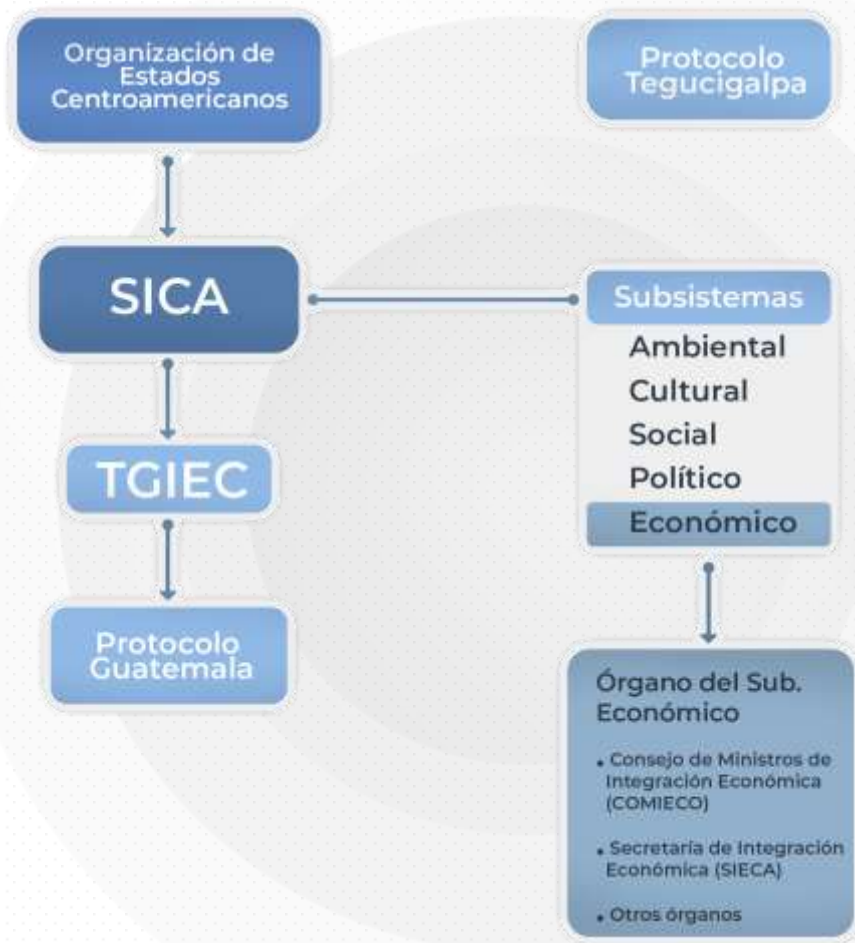 Organización de
Estados
Centroamericanos
Protocolo
Tegucigalpa
SICA
Subsistemas
Ambiental
Cultural
Social
Político
Económico
TGIEC
Protocolo
Guatemala
Órgano del Sub.
Económico
• Consejo de Ministros de
Integración Económica
(COMIECO)
• Secretaría de Integración
Económica (SIECA)
• Otros órganos